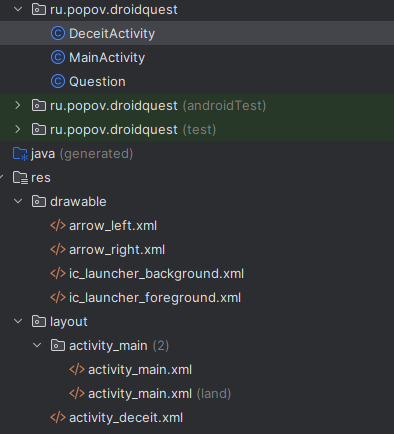 ru.popov.droidquest
DeceitActivity
MainActivity
Question
ru.popov.droidquest (androidTest)
ru.popov.droidquest (test)
java (generated)
res
drawable
arrow_left.xml
arrow_right.xml
ic_launcher_background.xml
ic_launcher_foreground.xml
layout
activity_main (2)
activity_main.xml
activity_main.xml (land)
activity_deceit.xml